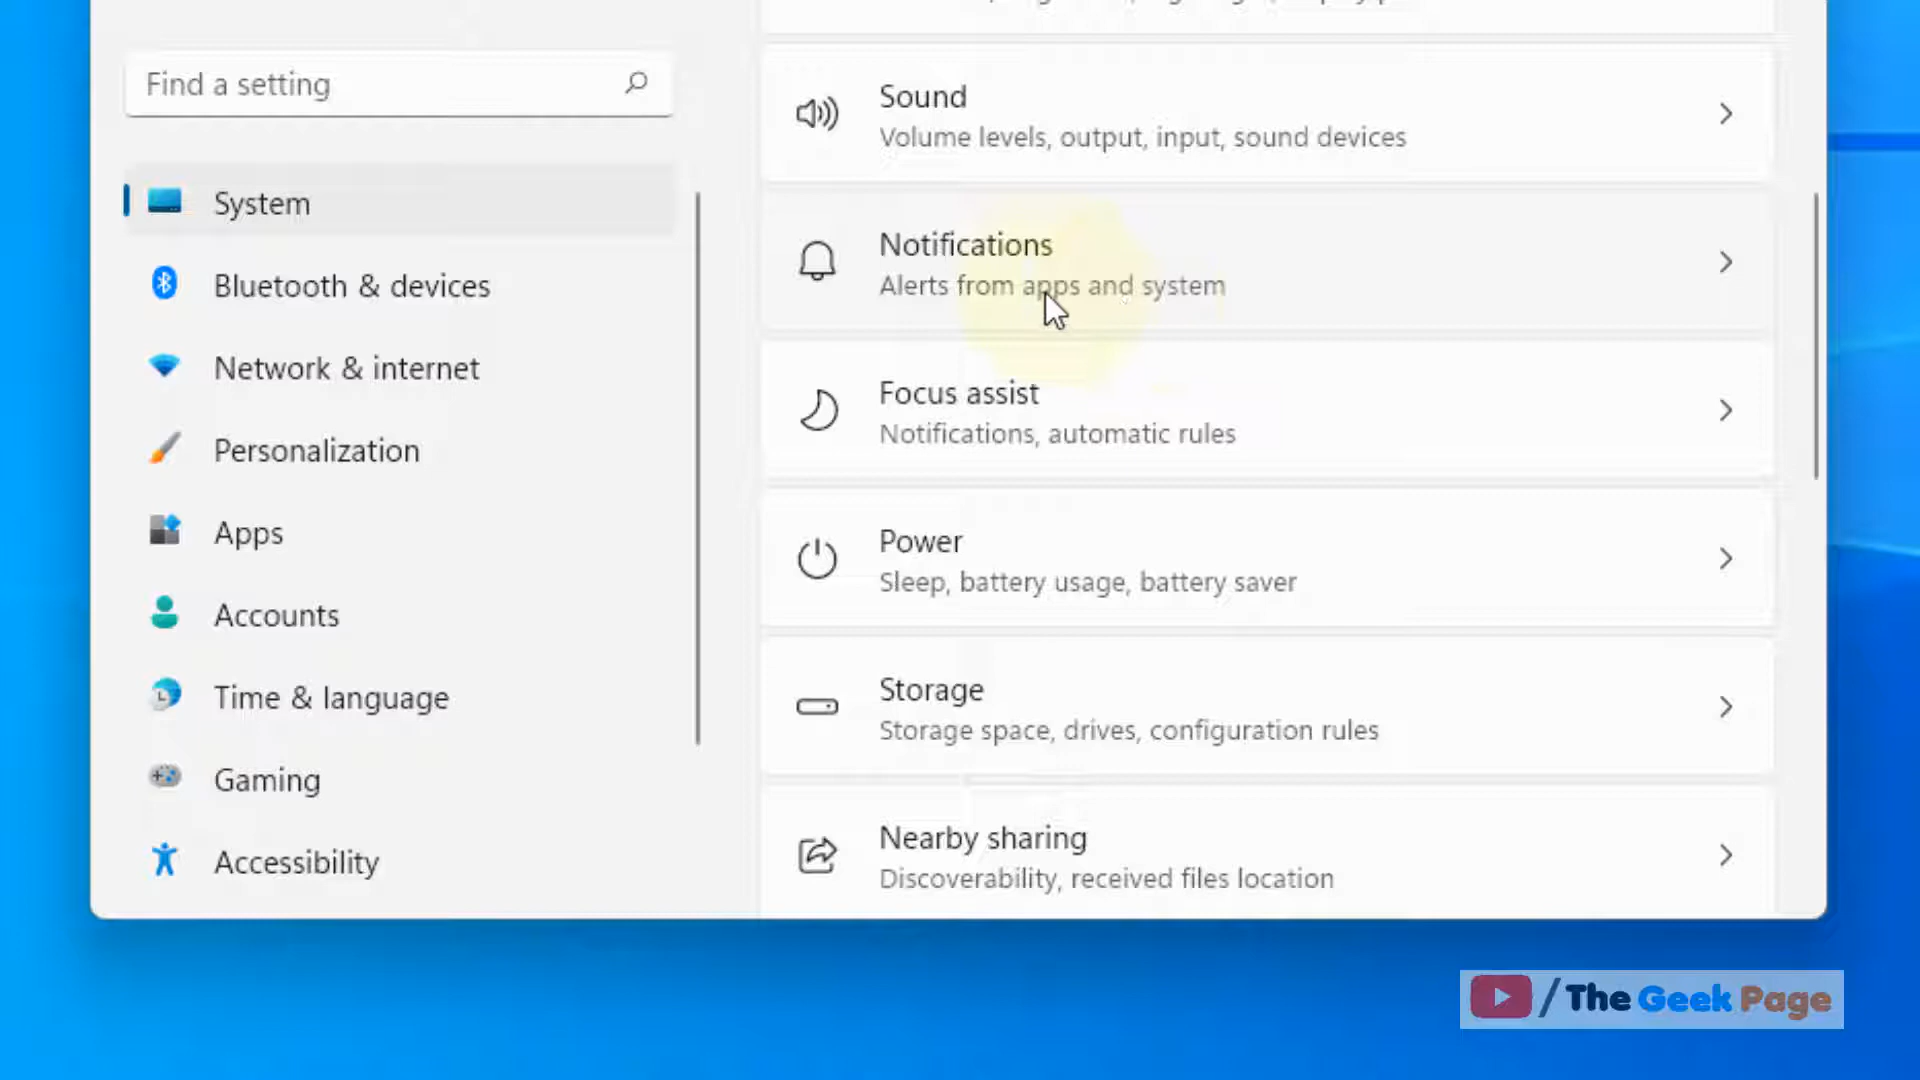 Find a setting
System
Bluetooth & devices
Network & internet
Personalization
Apps
Accounts
Time & language
Gaming
Accessibility
Sound
Volume levels, output, input, sound devices
Notifications
Alerts from apps and system
Focus assist
Notifications, automatic rules
Power
Sleep, battery usage, battery saver
Storage
Storage space, drives, configuration rules
Nearby sharing
Discoverability, received files location
/The Geek Page